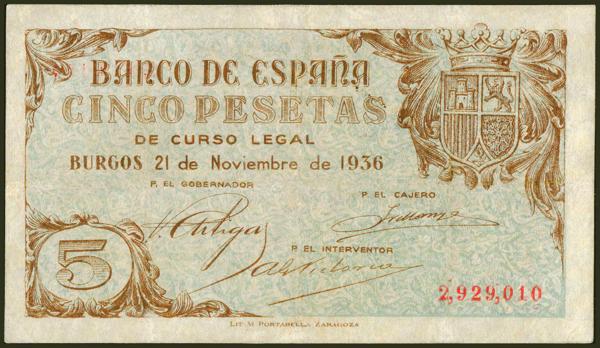 BANCO DE ESPAÑA
CINCO PESETAS
DE CURSO LEGAL
BURGOS 21 de Noviembre de 1936
P. EL GOBERNADOR
P. EL CAJERO
P. EL INTERVENTOR
5
2,929,010
LIT. M. PORTABELLA ZARAGOZA